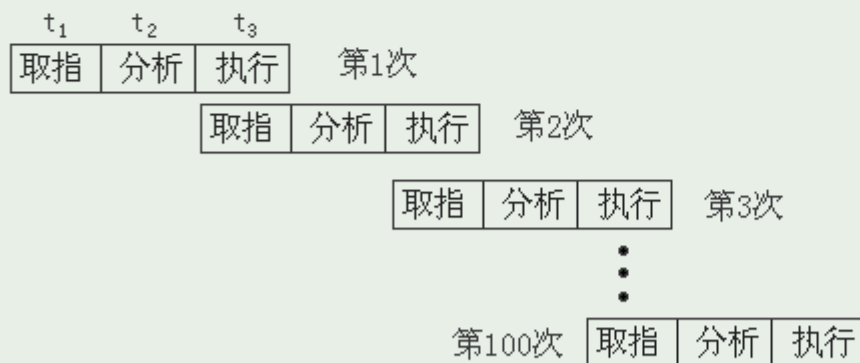 t₁ t₂ t₃
取指 分析 执行 第1次
取指 分析 执行 第2次
取指 分析 执行 第3次
第100次 取指 分析 执行